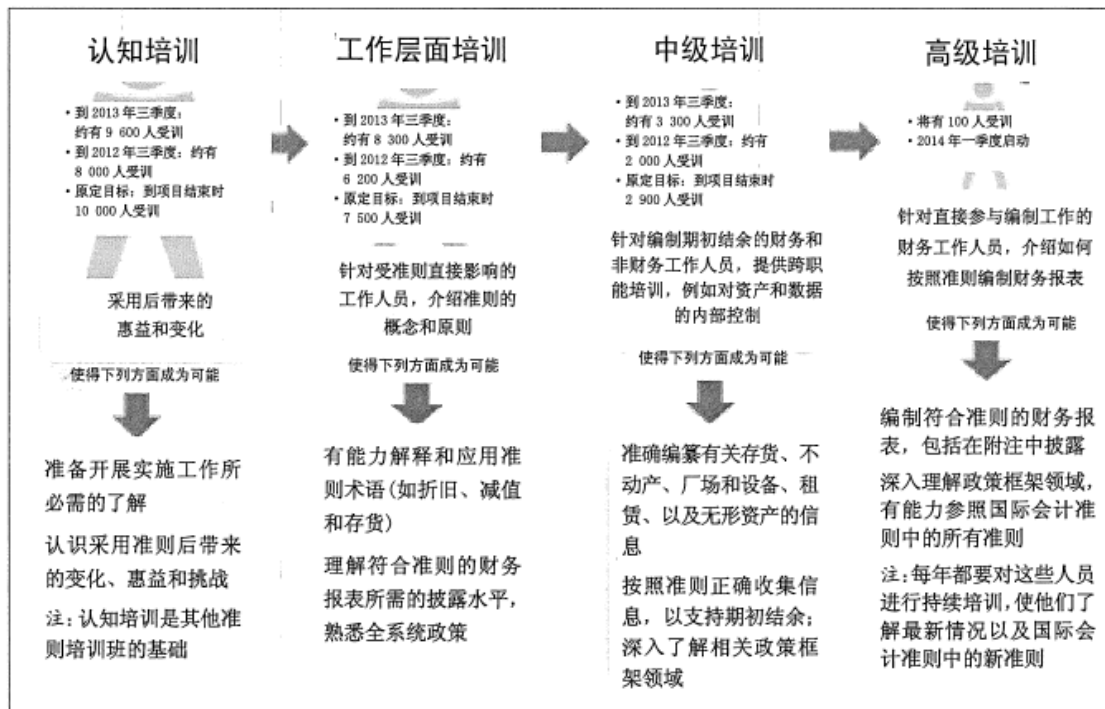 认知培训
• 到 2013 年三季度：
约有 9 600 人受训
• 到 2012 年三季度：约有
8 000 人受训
• 原定目标：到项目结束时
10 000 人受训
采用后带来的
惠益和变化
使得下列方面成为可能
准备开展实施工作所
必需的了解
认识采用准则后带来
的变化、惠益和挑战
注：认知培训是其他准
则培训班的基础
工作层面培训
• 到 2013 年三季度：
约有 8 300 人受训
• 到 2012 年三季度：约有
6 200 人受训
• 原定目标：到项目结束时
7 500 人受训
针对受准则直接影响的
工作人员，介绍准则的
概念和原则
使得下列方面成为可能
有能力解释和应用准
则术语(如折旧、减值
和存货)
理解符合准则的财务
报表所需的披露水平，
熟悉全系统政策
中级培训
• 到 2013 年三季度：
约有 3 300 人受训
• 到 2012 年三季度：约有
2 000 人受训
• 原定目标：到项目结束时
2 900 人受训
针对编制期初结余的财务和
非财务工作人员，提供跨职
能培训，例如对资产和数据
的内部控制
使得下列方面成为可能
准确编纂有关存货、不
动产、厂场和设备、租
赁、以及无形资产的信
息
按照准则正确收集信
息，以支持期初结余；
深入了解相关政策框
架领域
高级培训
• 将有 100 人受训
• 2014 年一季度启动
针对直接参与编制工作的
财务工作人员，介绍如何
按照准则编制财务报表
使得下列方面成为可能
编制符合准则的财务报
表，包括在附注中披露
深入理解政策框架领域，
有能力参照国际会计准
则中的所有准则
注：每年都要对这些人员
进行持续培训，使他们了
解最新情况以及国际会
计准则中的新准则